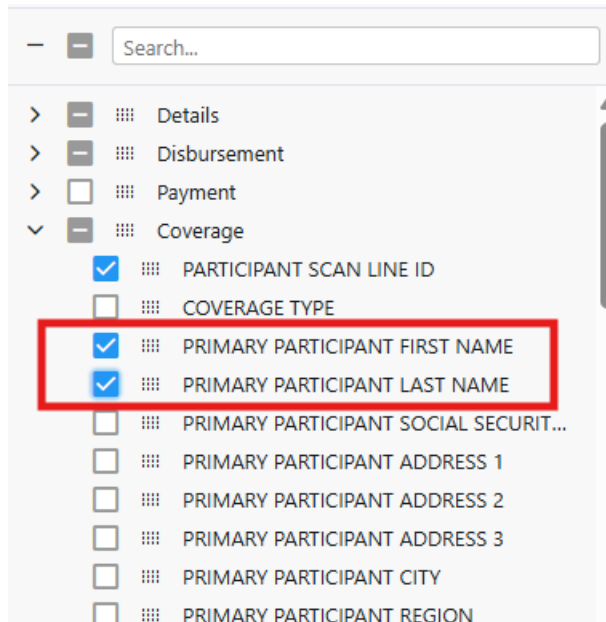 Search...
Details
Disbursement
Payment
Coverage
PARTICIPANT SCAN LINE ID
COVERAGE TYPE
PRIMARY PARTICIPANT FIRST NAME
PRIMARY PARTICIPANT LAST NAME
PRIMARY PARTICIPANT SOCIAL SECURIT...
PRIMARY PARTICIPANT ADDRESS 1
PRIMARY PARTICIPANT ADDRESS 2
PRIMARY PARTICIPANT ADDRESS 3
PRIMARY PARTICIPANT CITY
PRIMARY PARTICIPANT REGION